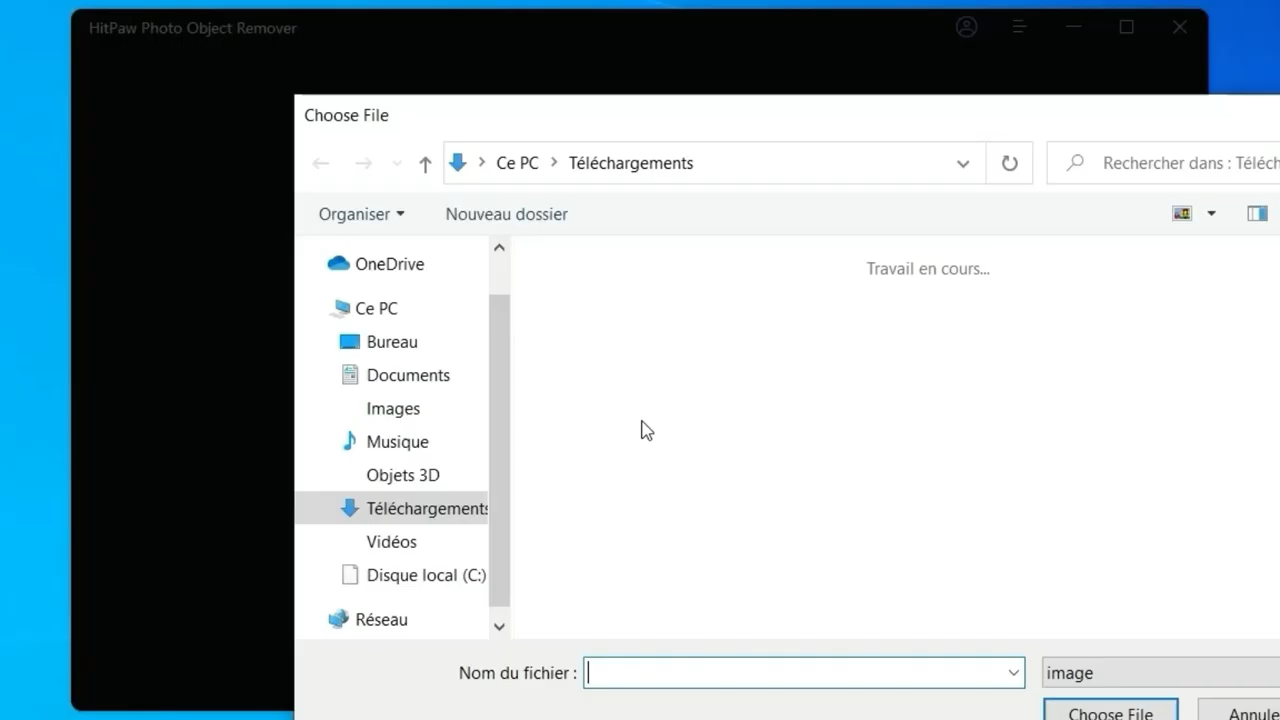 HitPaw Photo Object Remover
Choose File
Ce PC
Téléchargements
Rechercher dans : Téléch
Organiser
Nouveau dossier
OneDrive
Travail en cours...
Ce PC
Bureau
Documents
Images
Musique
Objets 3D
Téléchargements
Vidéos
Disque local (C:)
Réseau
Nom du fichier :
image
Choose File
Annule